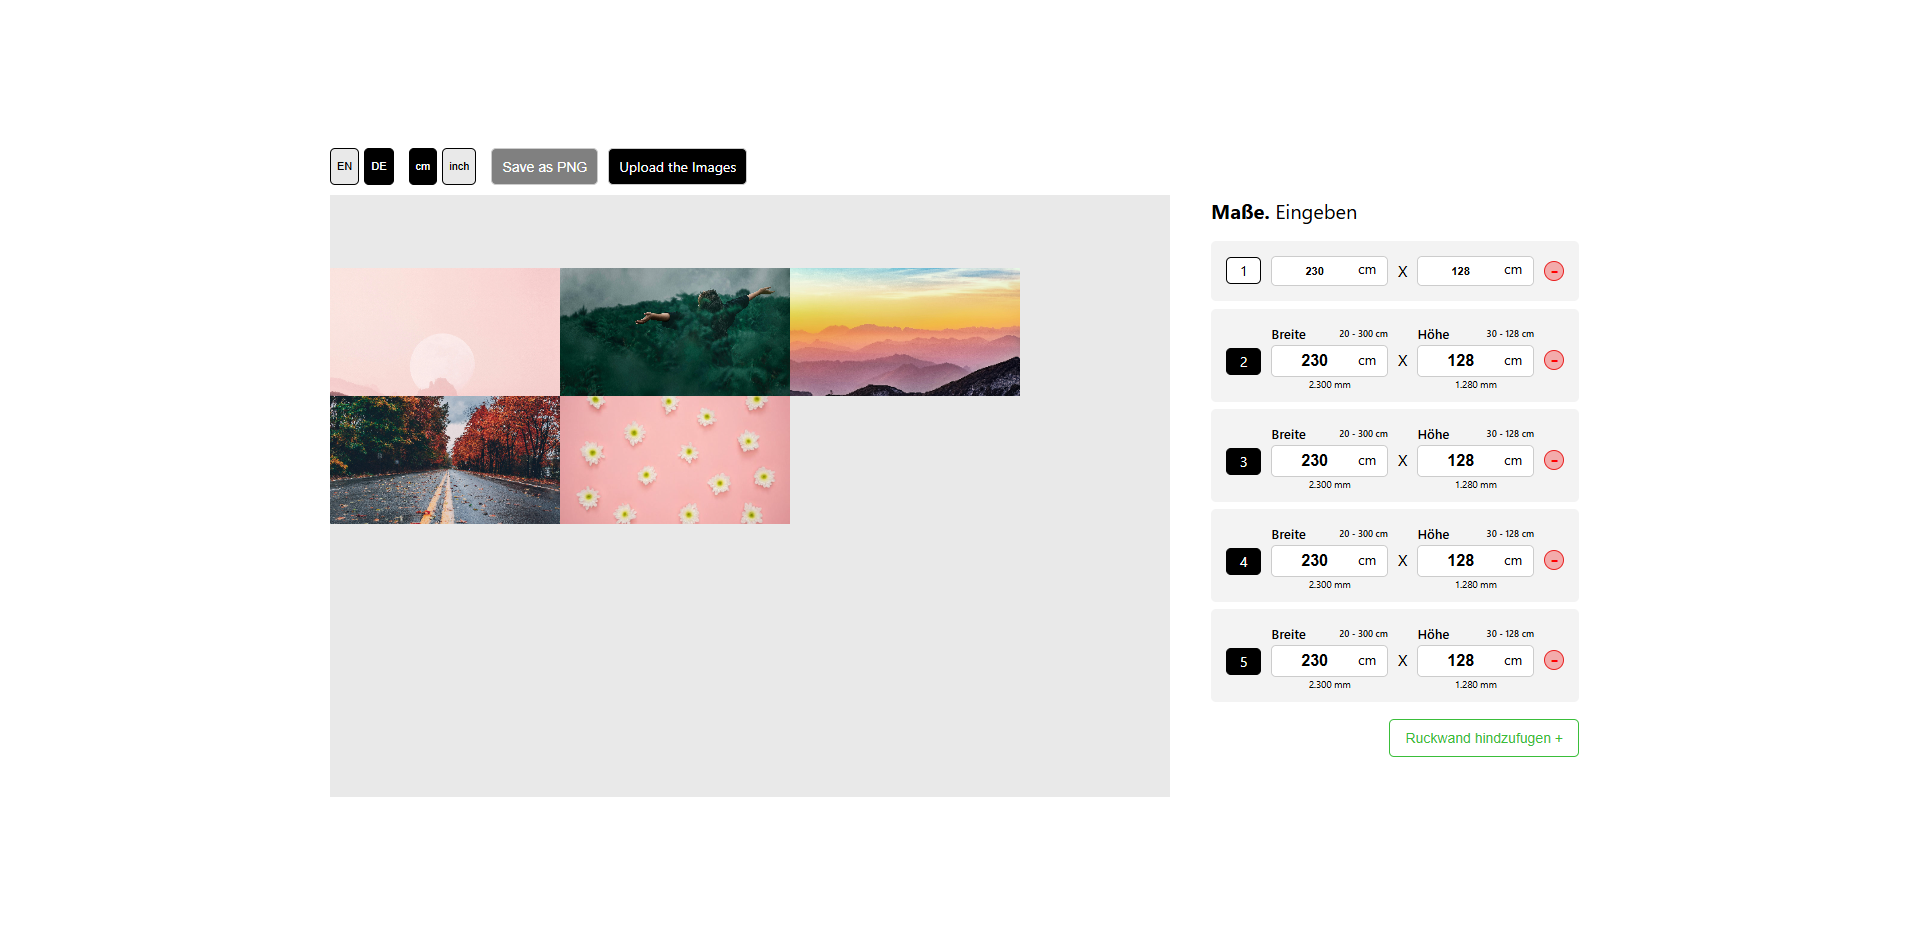 EN DE cm inch Save as PNG Upload the Images
Maße. Eingeben
1 230 cm X 128 cm -
Breite 20 - 300 cm Höhe 30 - 128 cm
2 230 cm X 128 cm -
2.300 mm 1.280 mm
Breite 20 - 300 cm Höhe 30 - 128 cm
3 230 cm X 128 cm -
2.300 mm 1.280 mm
Breite 20 - 300 cm Höhe 30 - 128 cm
4 230 cm X 128 cm -
2.300 mm 1.280 mm
Breite 20 - 300 cm Höhe 30 - 128 cm
5 230 cm X 128 cm -
2.300 mm 1.280 mm
Ruckwand hindzufugen +